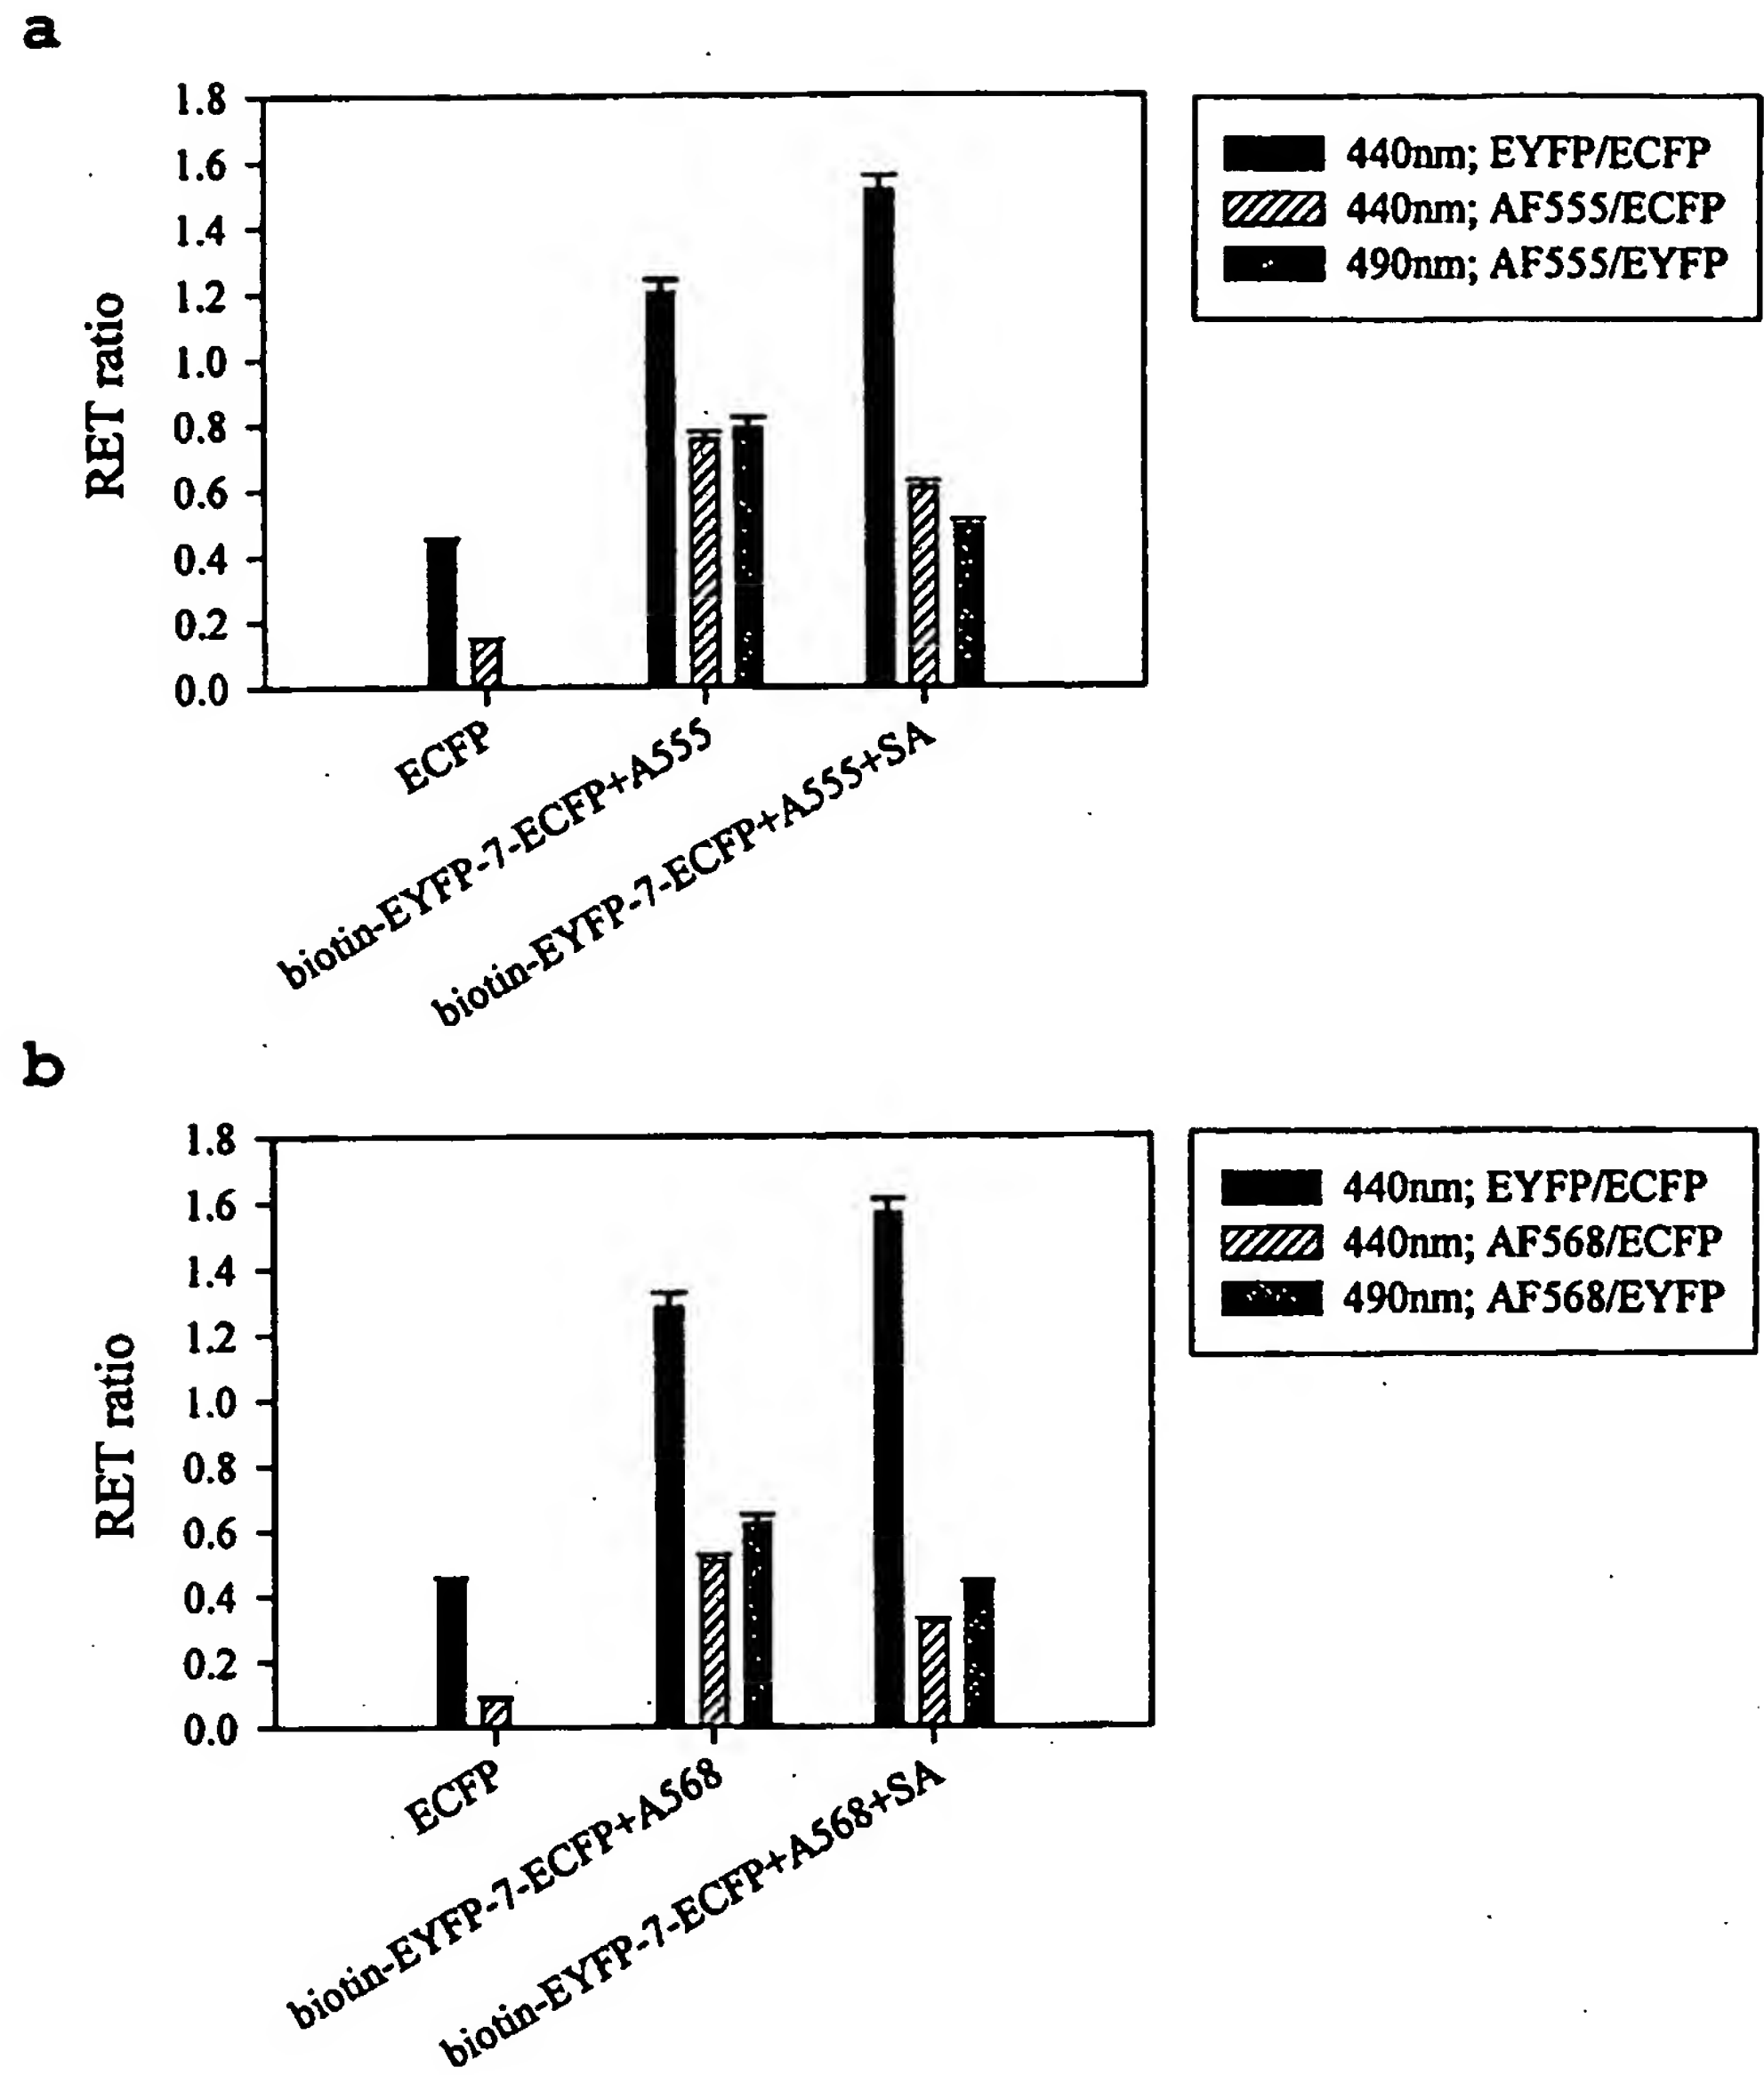 a
1.8
1.6
1.4
1.2
1.0
0.8
0.6
0.4
0.2
0.0
RET ratio
440nm; EYFP/ECFP
440nm; AF555/ECFP
490nm; AF555/EYFP
ECFP
biotin-EYFP-7-ECFP+A555
biotin-EYFP-7-ECFP+A555+SA
b
1.8
1.6
1.4
1.2
1.0
0.8
0.6
0.4
0.2
0.0
RET ratio
440nm; EYFP/ECFP
440nm; AF568/ECFP
490nm; AF568/EYFP
ECFP
biotin-EYFP-7-ECFP+A568
biotin-EYFP-7-ECFP+A568+SA